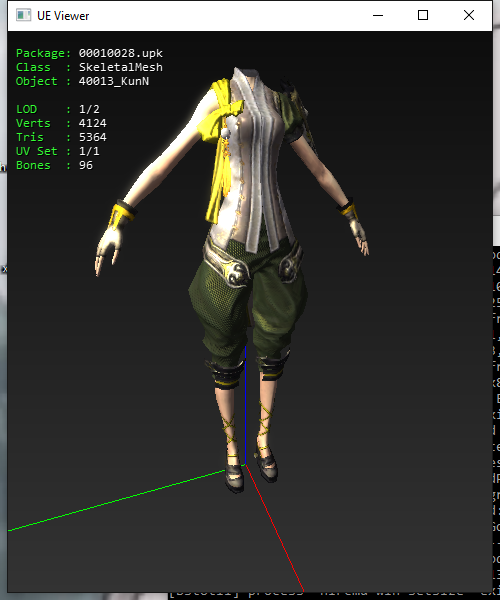 UE Viewer
Package: 00010028.upk
Class : SkeletalMesh
Object : 40013_KunN
LOD : 1/2
Verts : 4124
Tris : 5364
UV Set : 1/1
Bones : 96